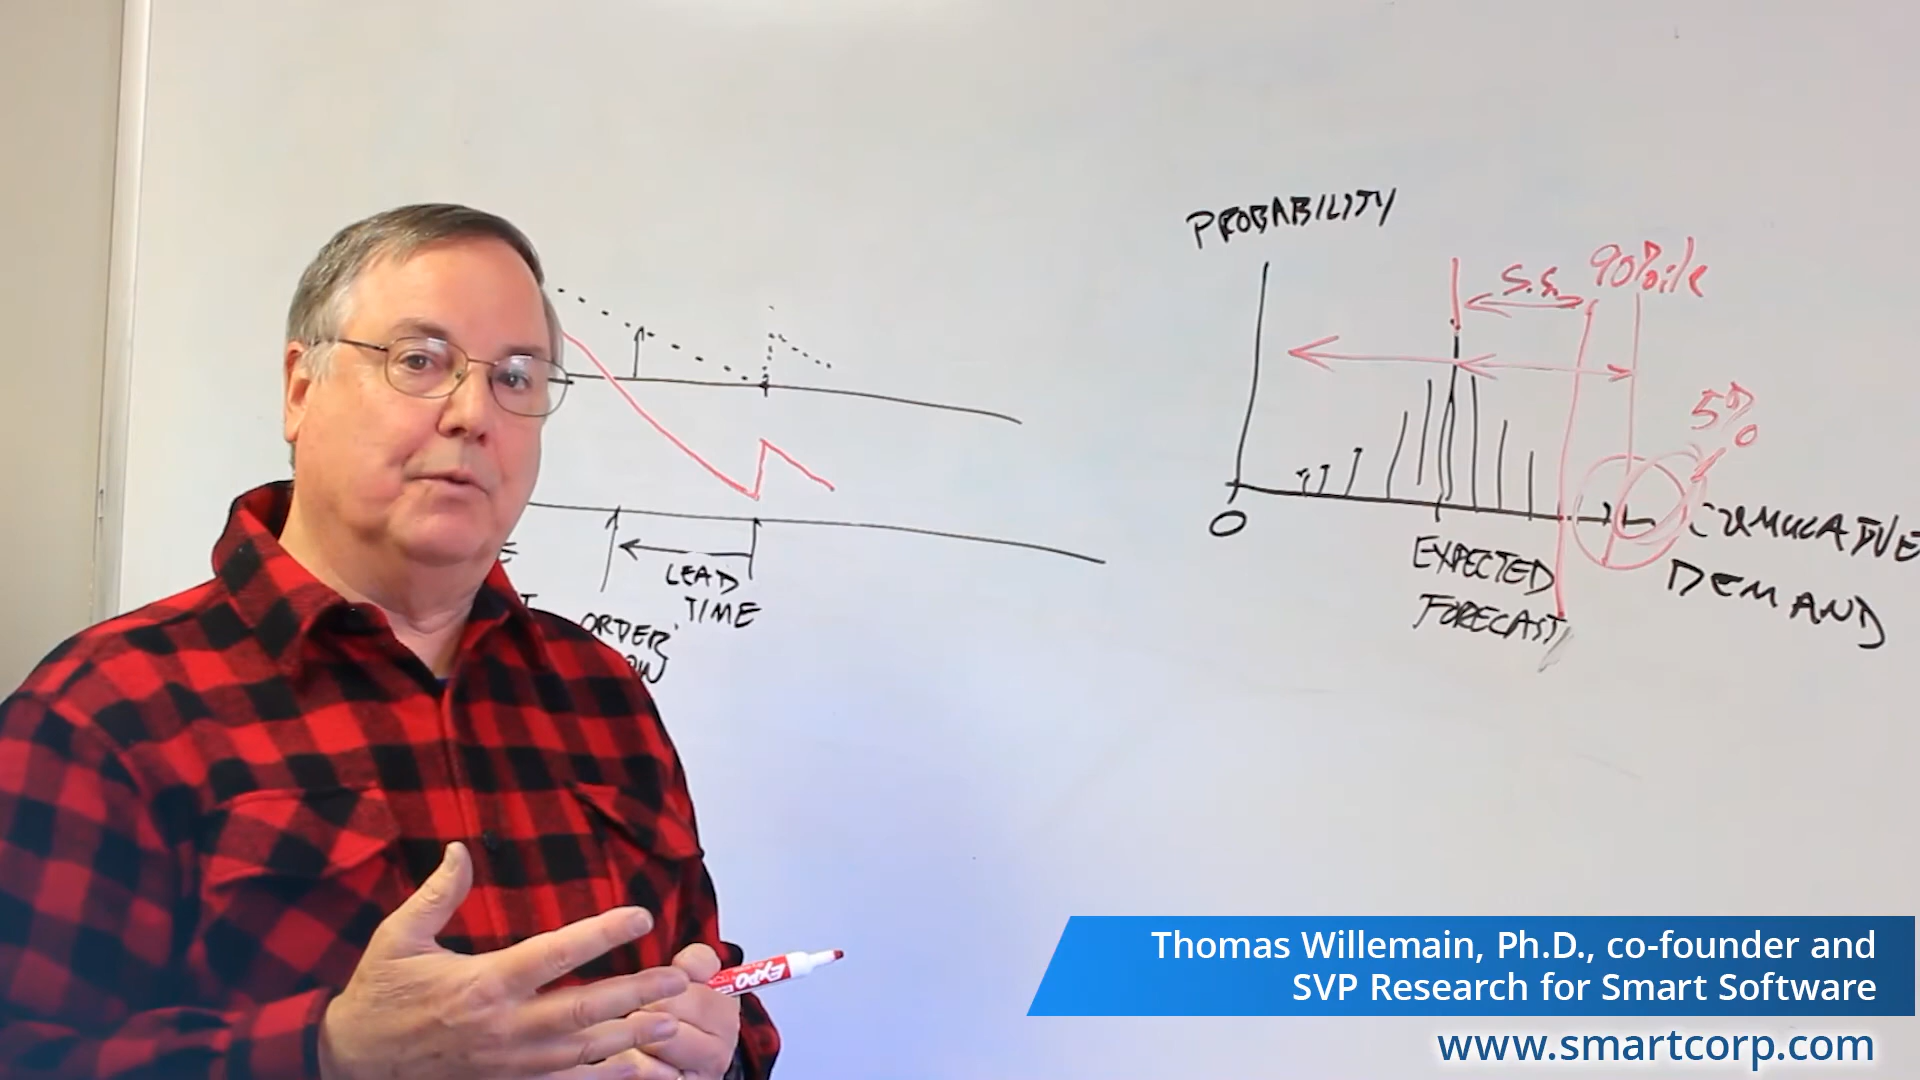 PROBABILITY
S.S.
90%ile
5%
0
CUMULATIVE
DEMAND
EXPECTED
FORECAST
LEAD
TIME
ORDER
EXPO
Thomas Willemain, Ph.D., co-founder and
SVP Research for Smart Software
www.smartcorp.com